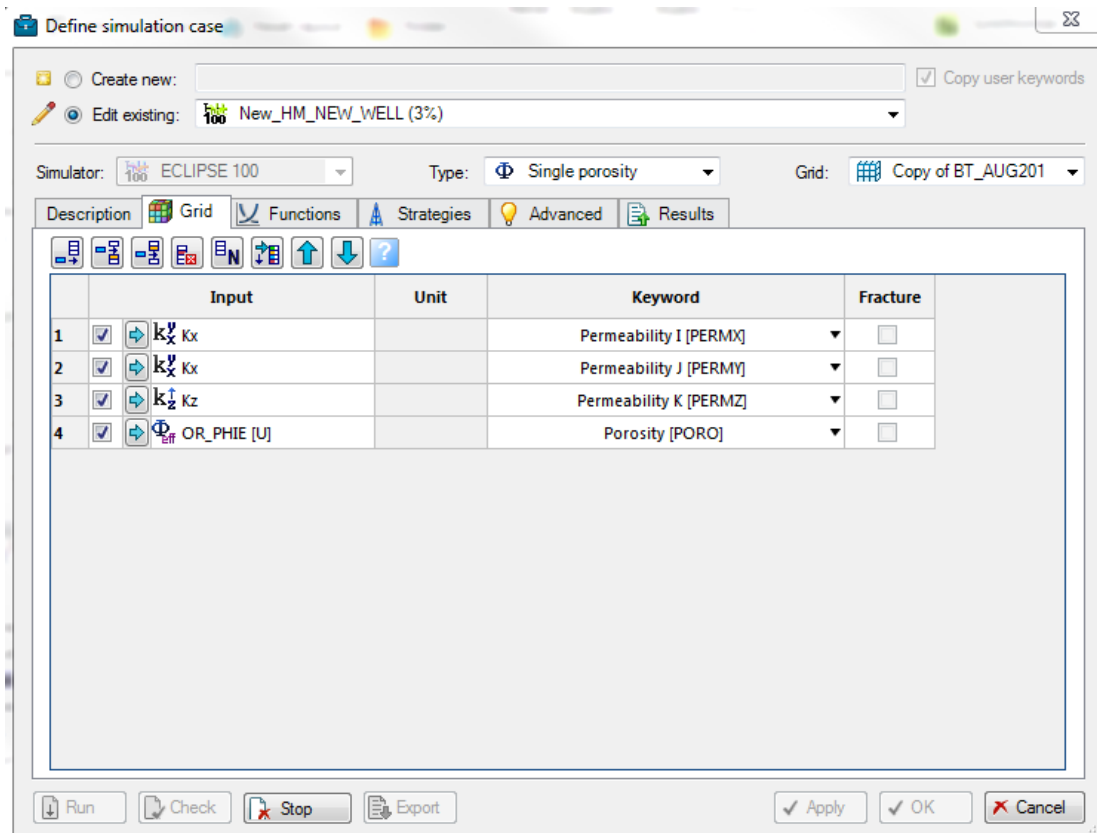 Define simulation case
Create new:
Copy user keywords
Edit existing: New_HM_NEW_WELL (3%)
Simulator: ECLIPSE 100 Type: Single porosity Grid: Copy of BT_AUG201
Description Grid Functions Strategies Advanced Results
Input Unit Keyword Fracture
1 Kx Permeability I [PERMX]
2 Kx Permeability J [PERMY]
3 Kz Permeability K [PERMZ]
4 OR_PHIE [U] Porosity [PORO]
Run Check Stop Export Apply OK Cancel